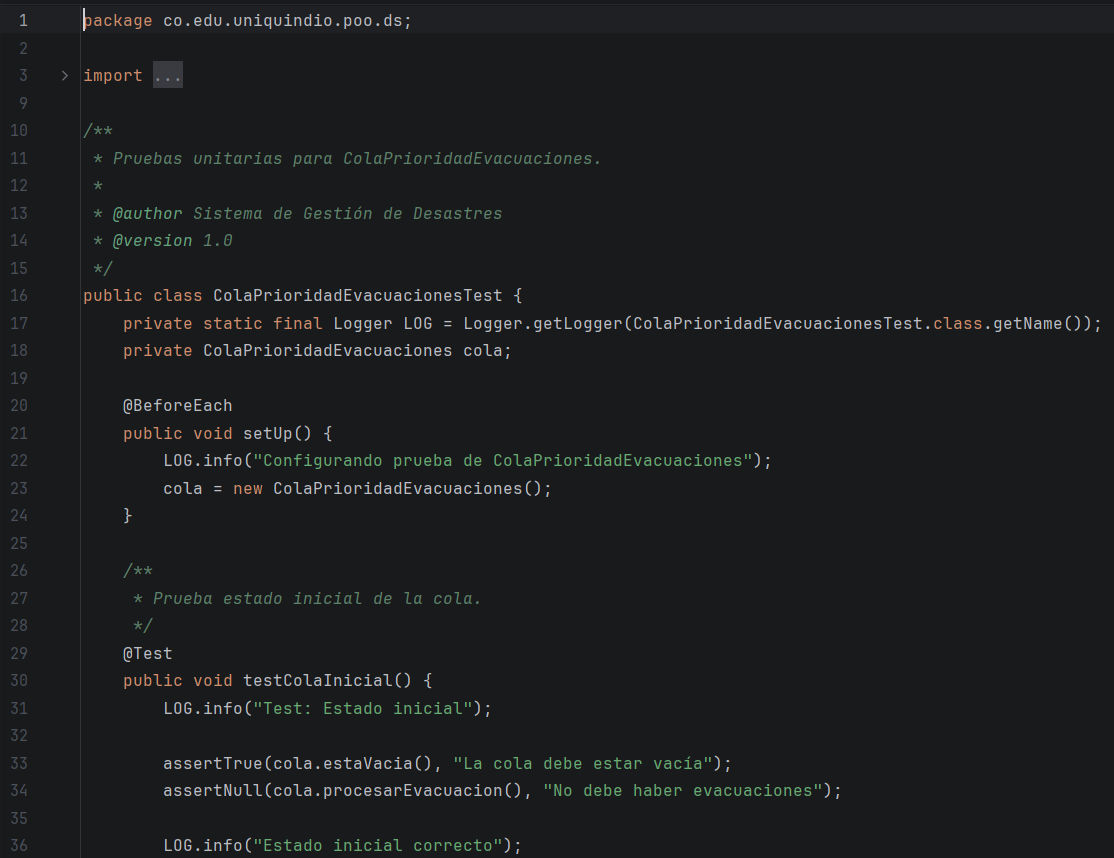 1 package co.edu.uniquindio.poo.ds;
2
3 > import ...
9
10 /**
11 * Pruebas unitarias para ColaPrioridadEvacuaciones.
12 *
13 * @author Sistema de Gestión de Desastres
14 * @version 1.0
15 */
16 public class ColaPrioridadEvacuacionesTest {
17 private static final Logger LOG = Logger.getLogger(ColaPrioridadEvacuacionesTest.class.getName());
18 private ColaPrioridadEvacuaciones cola;
19
20 @BeforeEach
21 public void setUp() {
22 LOG.info("Configurando prueba de ColaPrioridadEvacuaciones");
23 cola = new ColaPrioridadEvacuaciones();
24 }
25
26 /**
27 * Prueba estado inicial de la cola.
28 */
29 @Test
30 public void testColaInicial() {
31 LOG.info("Test: Estado inicial");
32
33 assertTrue(cola.estaVacia(), "La cola debe estar vacía");
34 assertNull(cola.procesarEvacuacion(), "No debe haber evacuaciones");
35
36 LOG.info("Estado inicial correcto");